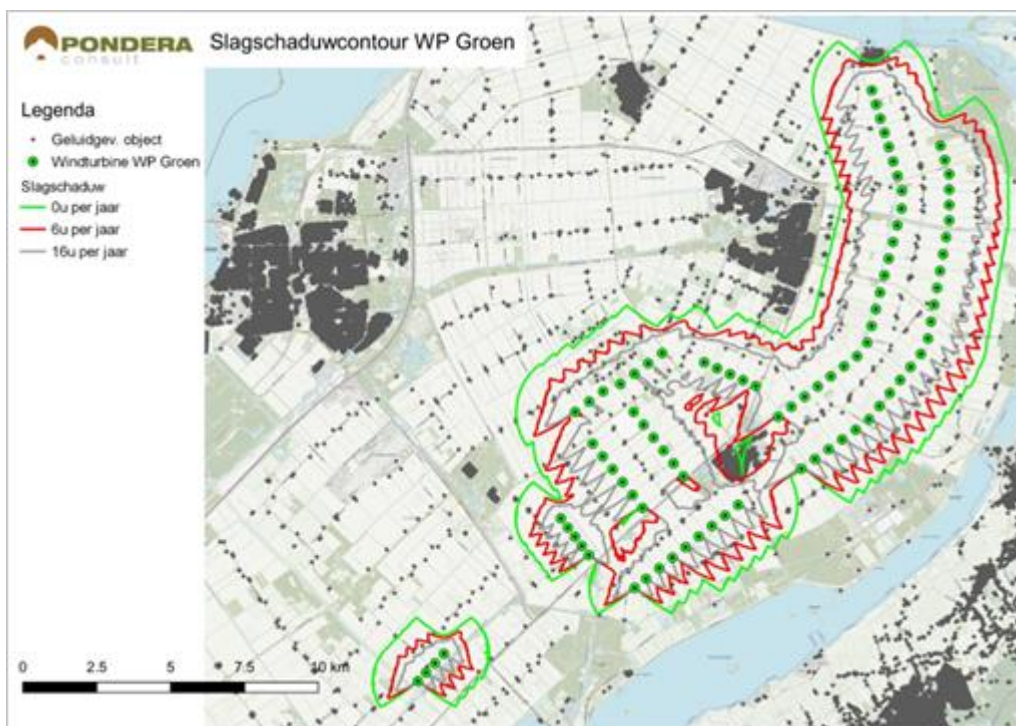 PONDERA
consult
Slagschaduwcontour WP Groen
Legenda
Geluidgev. object
Windturbine WP Groen
Slagschaduw
0u per jaar
6u per jaar
16u per jaar
0 2.5 5 7.5 10 km